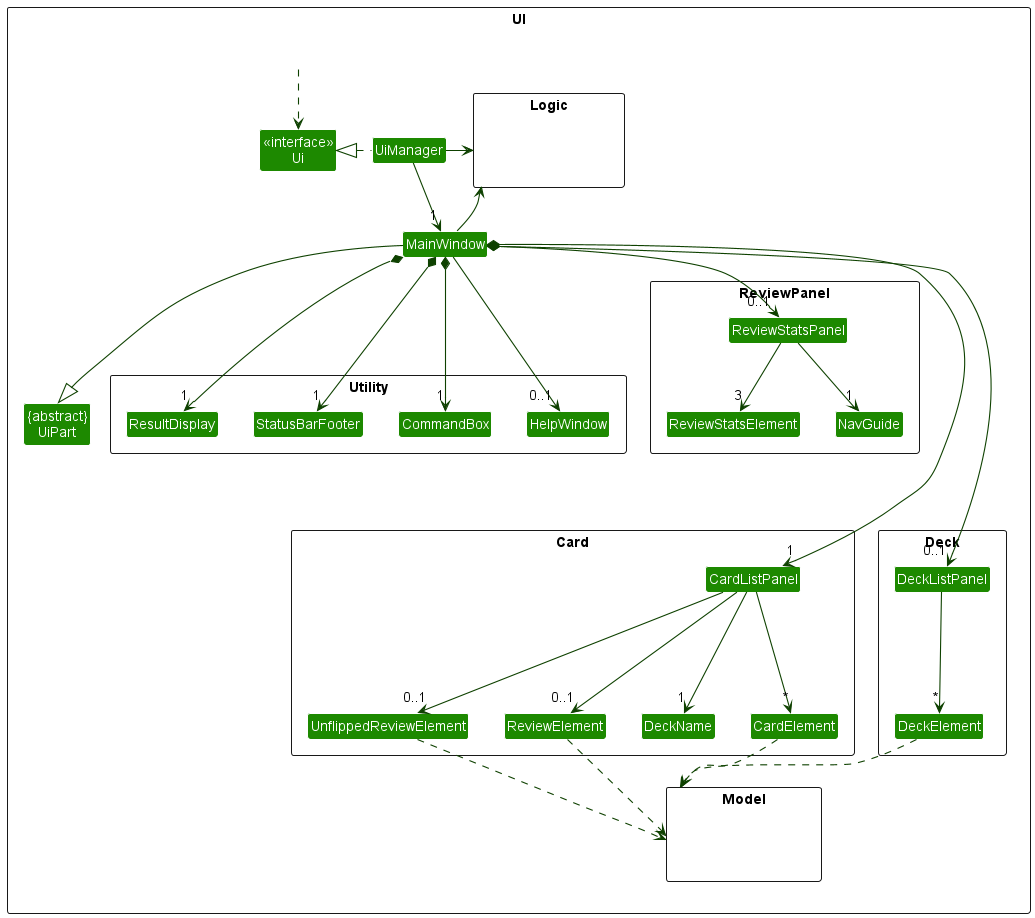 UI
Logic
«interface»
Ui
UiManager
1
MainWindow
ReviewPanel
0..1
ReviewStatsPanel
Utility
1
1
1
0..1
3
1
{abstract}
UiPart
ResultDisplay
StatusBarFooter
CommandBox
HelpWindow
ReviewStatsElement
NavGuide
Card
Deck
1
0..1
CardListPanel
DeckListPanel
0..1
0..1
1
*
*
UnflippedReviewElement
ReviewElement
DeckName
CardElement
DeckElement
Model